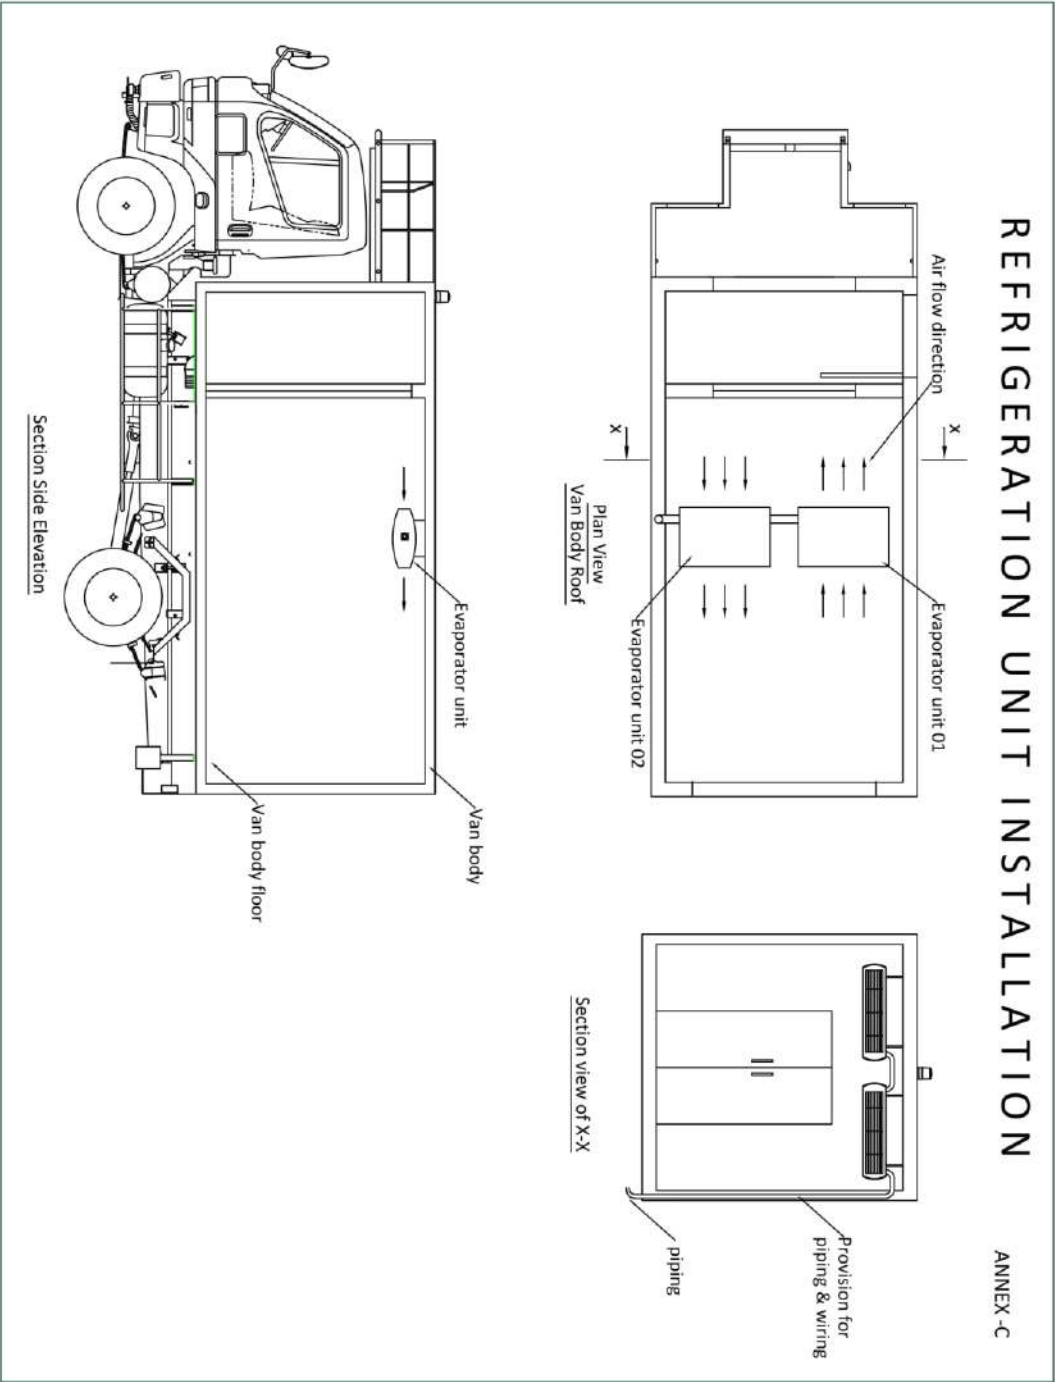 REFRIGERATION UNIT INSTALLATION
ANNEX -C
Air flow direction
X
X
Evaporator unit 01
Evaporator unit 02
Plan View
Van Body Roof
Provision for
piping & wiring
piping
Section view of X-X
Evaporator unit
Van body
Van body floor
Section Side Elevation